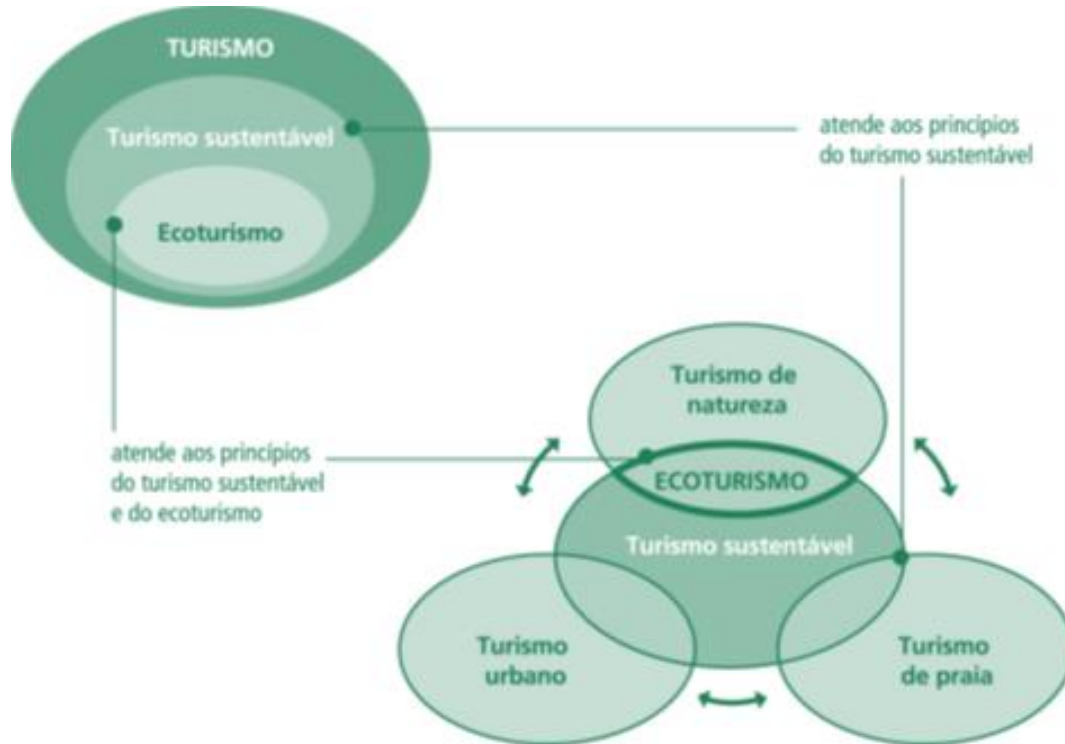 TURISMO
Turismo sustentável
Ecoturismo
atende aos princípios
do turismo sustentável
atende aos princípios
do turismo sustentável
e do ecoturismo
Turismo de
natureza
ECOTURISMO
Turismo sustentável
Turismo
urbano
Turismo
de praia